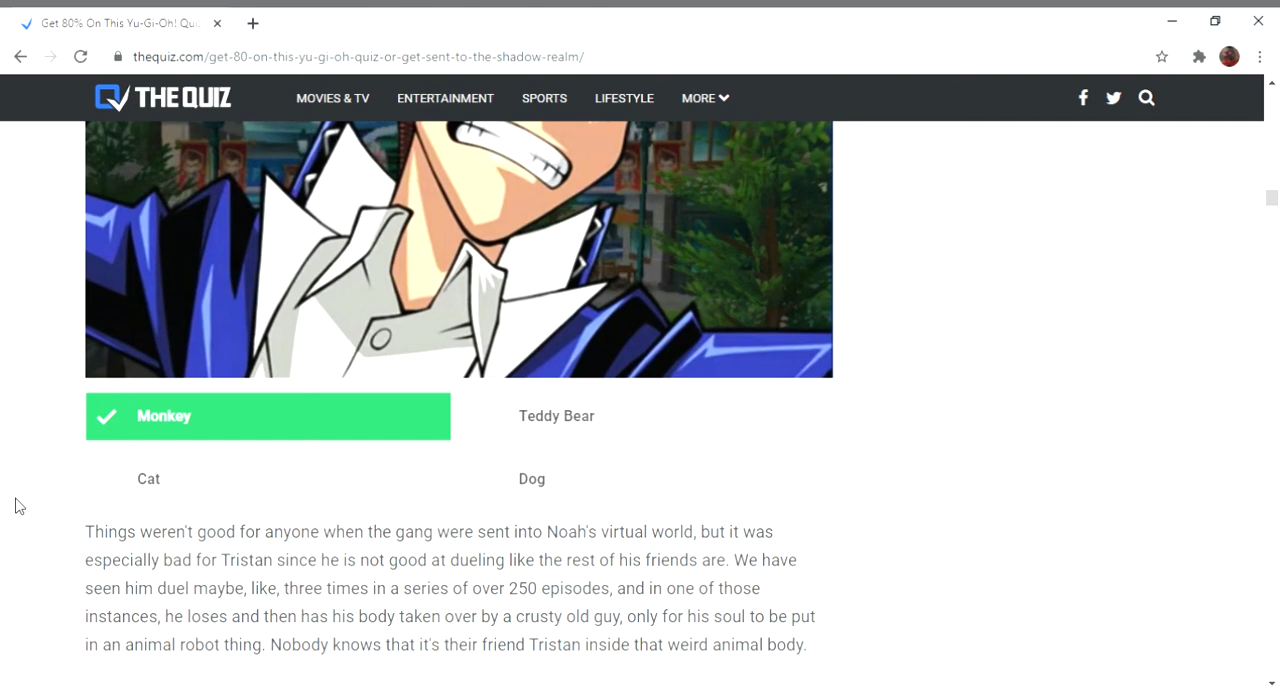 Get 80% On This Yu-Gi-Oh! Qu
thequiz.com/get-80-on-this-yu-gi-oh-quiz-or-get-sent-to-the-shadow-realm/
THE QUIZ MOVIES & TV ENTERTAINMENT SPORTS LIFESTYLE MORE
Monkey Teddy Bear
Cat Dog
Things weren't good for anyone when the gang were sent into Noah's virtual world, but it was
especially bad for Tristan since he is not good at dueling like the rest of his friends are. We have
seen him duel maybe, like, three times in a series of over 250 episodes, and in one of those
instances, he loses and then has his body taken over by a crusty old guy, only for his soul to be put
in an animal robot thing. Nobody knows that it's their friend Tristan inside that weird animal body.